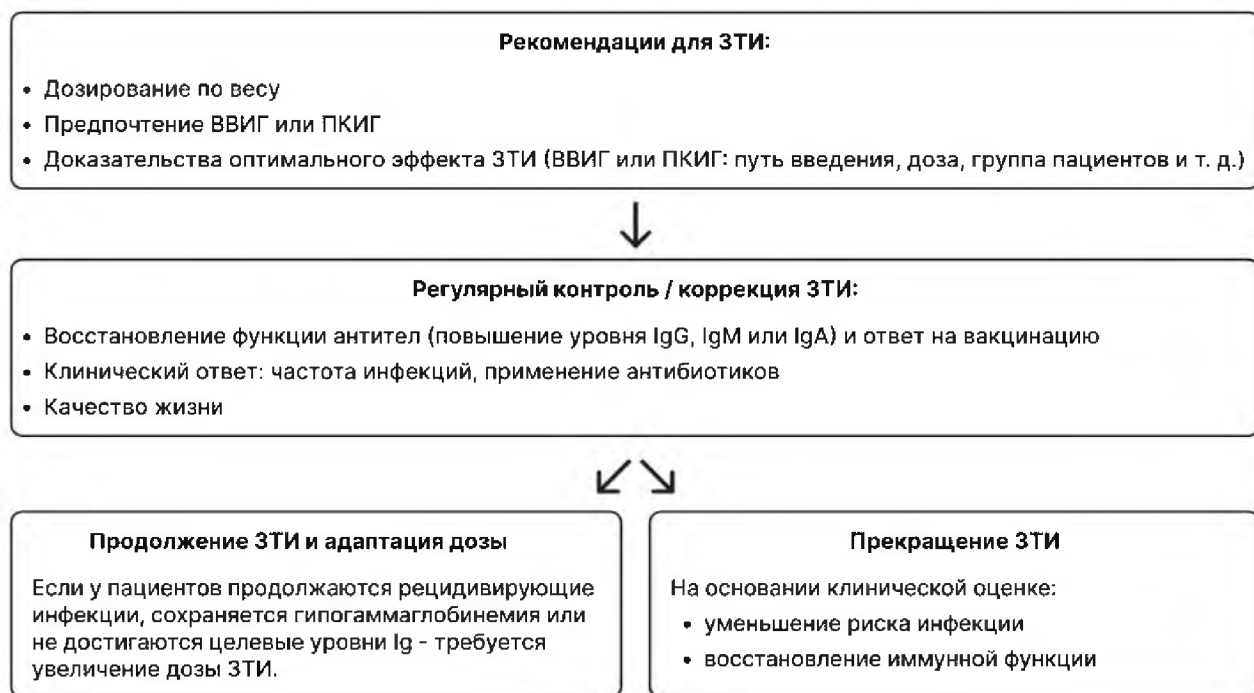 Рекомендации для ЗТИ:
• Дозирование по весу
• Предпочтение ВВИГ или ПКИГ
• Доказательства оптимального эффекта ЗТИ (ВВИГ или ПКИГ: путь введения, доза, группа пациентов и т. д.)
Регулярный контроль / коррекция ЗТИ:
• Восстановление функции антител (повышение уровня IgG, IgM или IgA) и ответ на вакцинацию
• Клинический ответ: частота инфекций, применение антибиотиков
• Качество жизни
Продолжение ЗТИ и адаптация дозы
Если у пациентов продолжаются рецидивирующие
инфекции, сохраняется гипогаммаглобинемия или
не достигаются целевые уровни Ig - требуется
увеличение дозы ЗТИ.
Прекращение ЗТИ
На основании клинической оценке:
• уменьшение риска инфекции
• восстановление иммунной функции